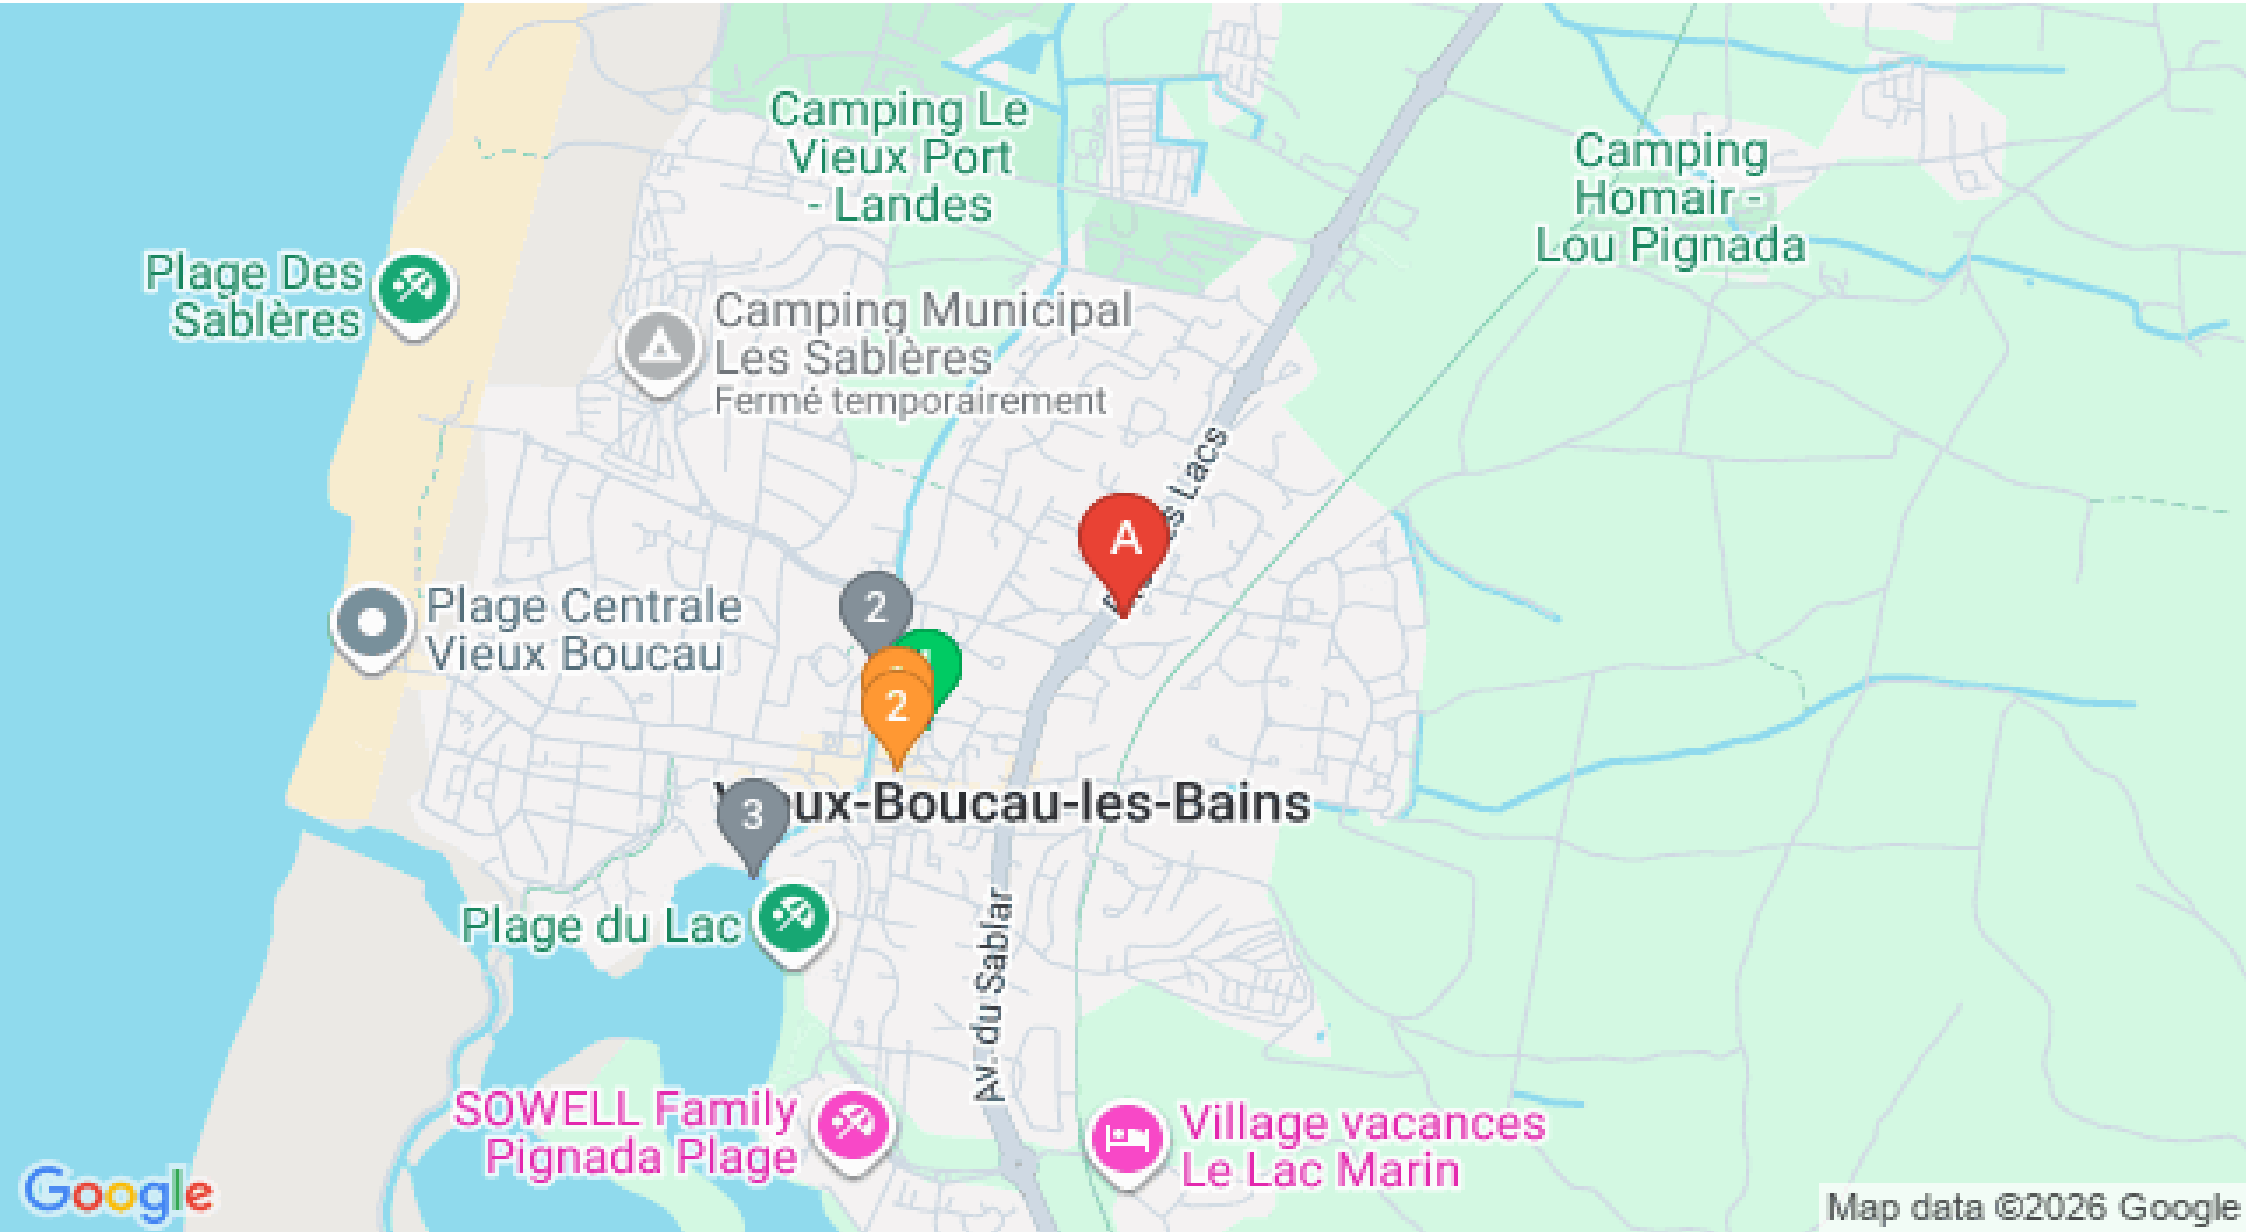 Camping Le
Vieux Port
- Landes
Camping
Homair -
Lou Pignada
Plage Des
Sablères
Camping Municipal
Les Sablères
Fermé temporairement
Lacs
A
2
Plage Centrale
Vieux Boucau
2
3
-Boucau-les-Bains
Plage du Lac
Av. du Sablar
SOWELL Family
Pignada Plage
Village vacances
Le Lac Marin
Google
Map data ©2026 Google